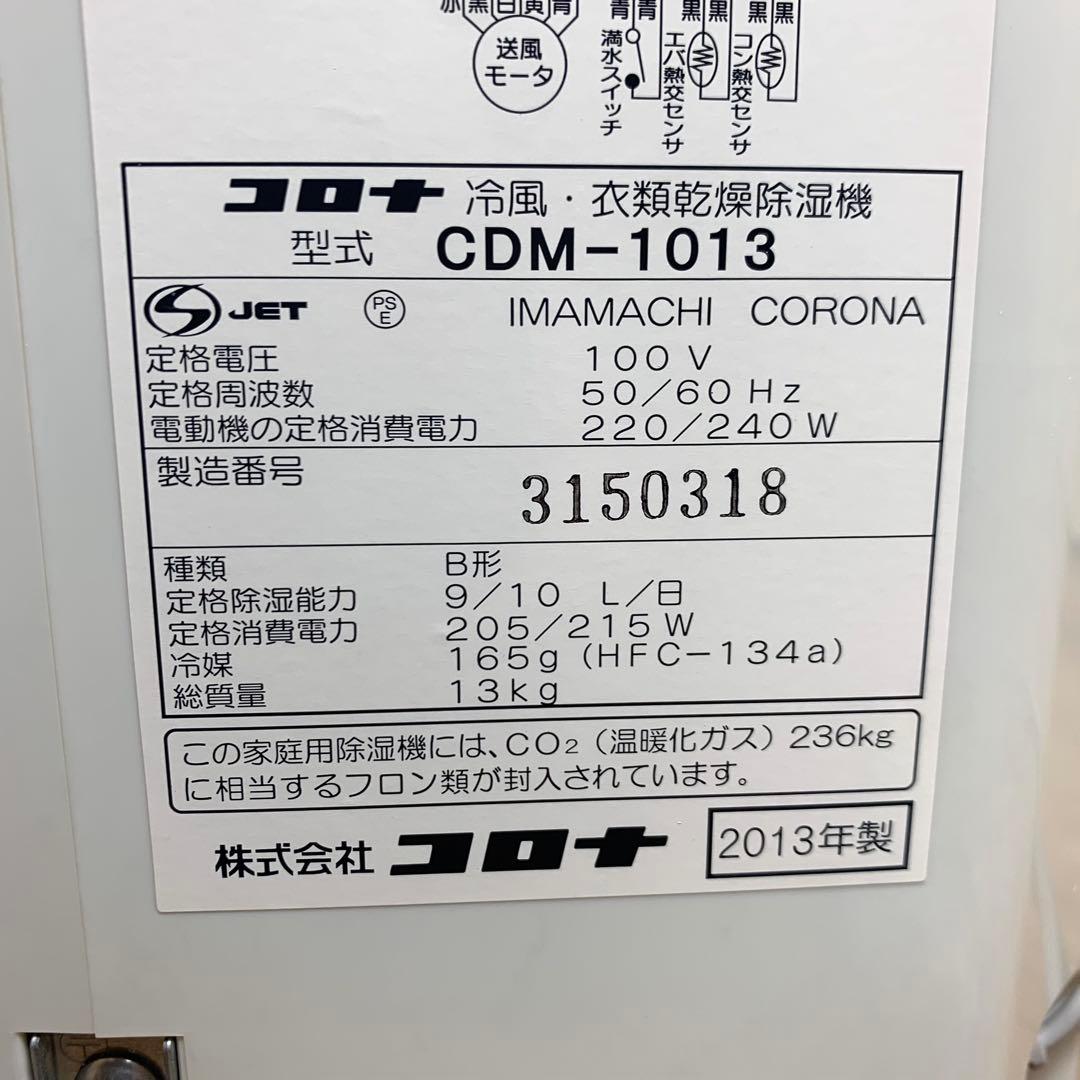 赤黒白黄青
青青
黒黒
黒黒
送風
モータ
満水スイッチ
エバ熱交センサ
コン熱交センサ
コロナ 冷風・衣類乾燥除湿機
型式 CDM-1013
S JET PS E IMAMACHI CORONA
定格電圧 100V
定格周波数 50/60Hz
電動機の定格消費電力 220/240W
製造番号 3150318
種類 B形
定格除湿能力 9/10 L/日
定格消費電力 205/215W
冷媒 165g(HFC-134a)
総質量 13kg
この家庭用除湿機には、CO₂（温暖化ガス）236kg
に相当するフロン類が封入されています。
株式会社 コロナ 2013年製